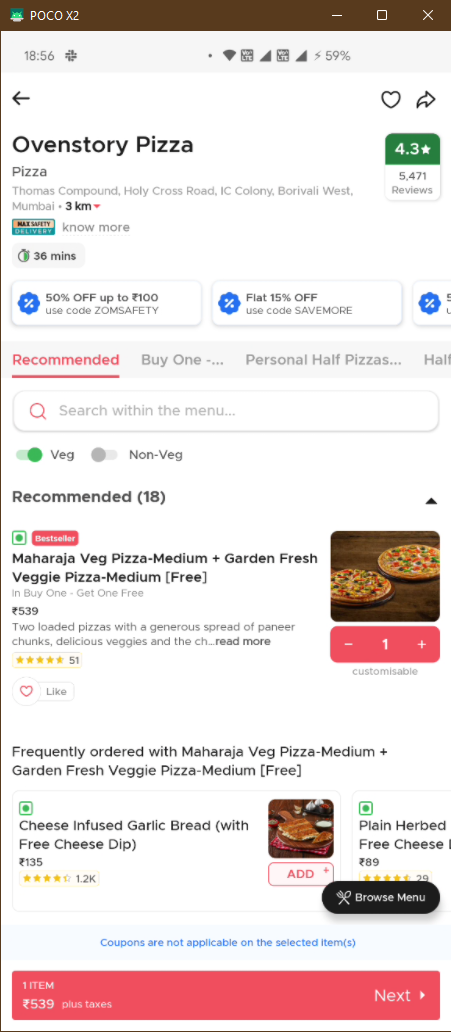 POCO X2
18:56
59%
Ovenstory Pizza
4.3★
Pizza
5,471
Reviews
Thomas Compound, Holy Cross Road, IC Colony, Borivali West,
Mumbai • 3 km
MAX SAFETY
DELIVERY
know more
36 mins
50% OFF up to ₹100
use code ZOMSAFETY
Flat 15% OFF
use code SAVEMORE
Recommended
Buy One -...
Personal Half Pizzas...
Half
Search within the menu...
Veg
Non-Veg
Recommended (18)
Bestseller
Maharaja Veg Pizza-Medium + Garden Fresh
Veggie Pizza-Medium [Free]
In Buy One - Get One Free
₹539
Two loaded pizzas with a generous spread of paneer
chunks, delicious veggies and the ch...read more
51
Like
− 1 +
customisable
Frequently ordered with Maharaja Veg Pizza-Medium +
Garden Fresh Veggie Pizza-Medium [Free]
Cheese Infused Garlic Bread (with
Free Cheese Dip)
₹135
1.2K
ADD +
Plain Herbed
Free Cheese
₹89
29
Browse Menu
Coupons are not applicable on the selected item(s)
1 ITEM
₹539 plus taxes
Next